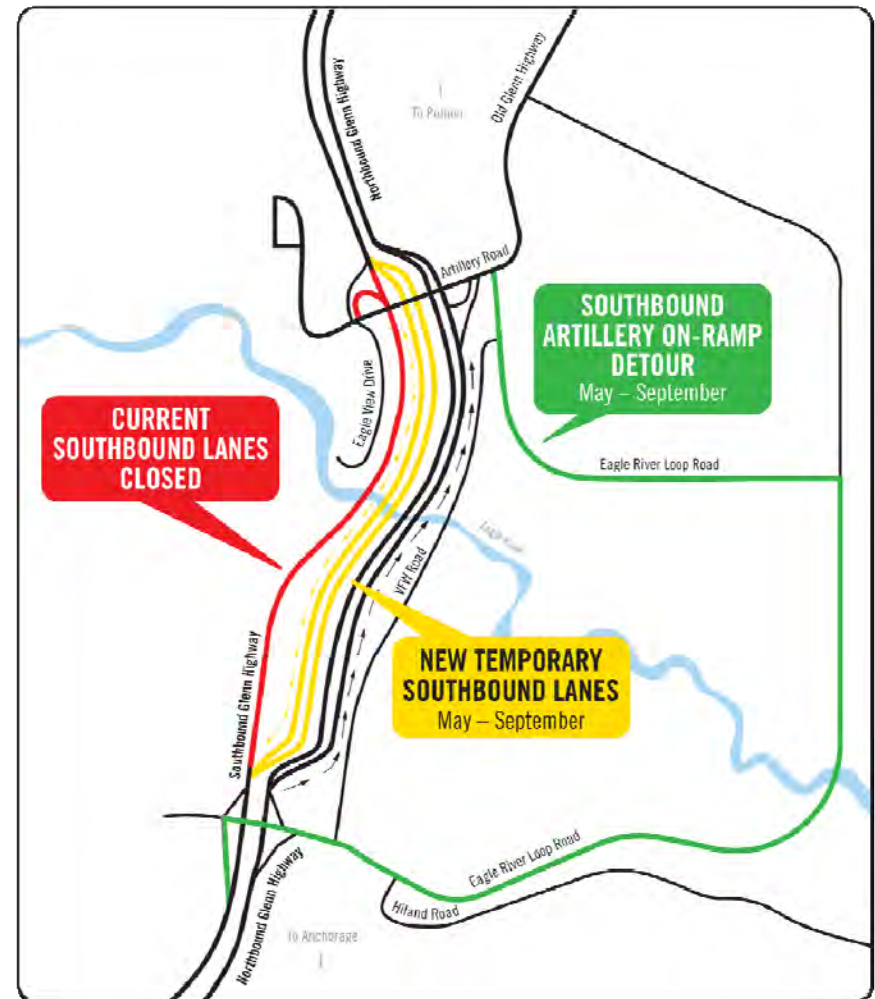 Northbound Glenn Highway
To Palmer
Old Glenn Highway
Artillery Road
SOUTHBOUND
ARTILLERY ON-RAMP
DETOUR
May – September
Eagle View Drive
CURRENT
SOUTHBOUND LANES
CLOSED
Eagle River Loop Road
Eagle River
VFW Road
NEW TEMPORARY
SOUTHBOUND LANES
May – September
Southbound Glenn Highway
Eagle River Loop Road
Hiland Road
Northbound Glenn Highway
To Anchorage